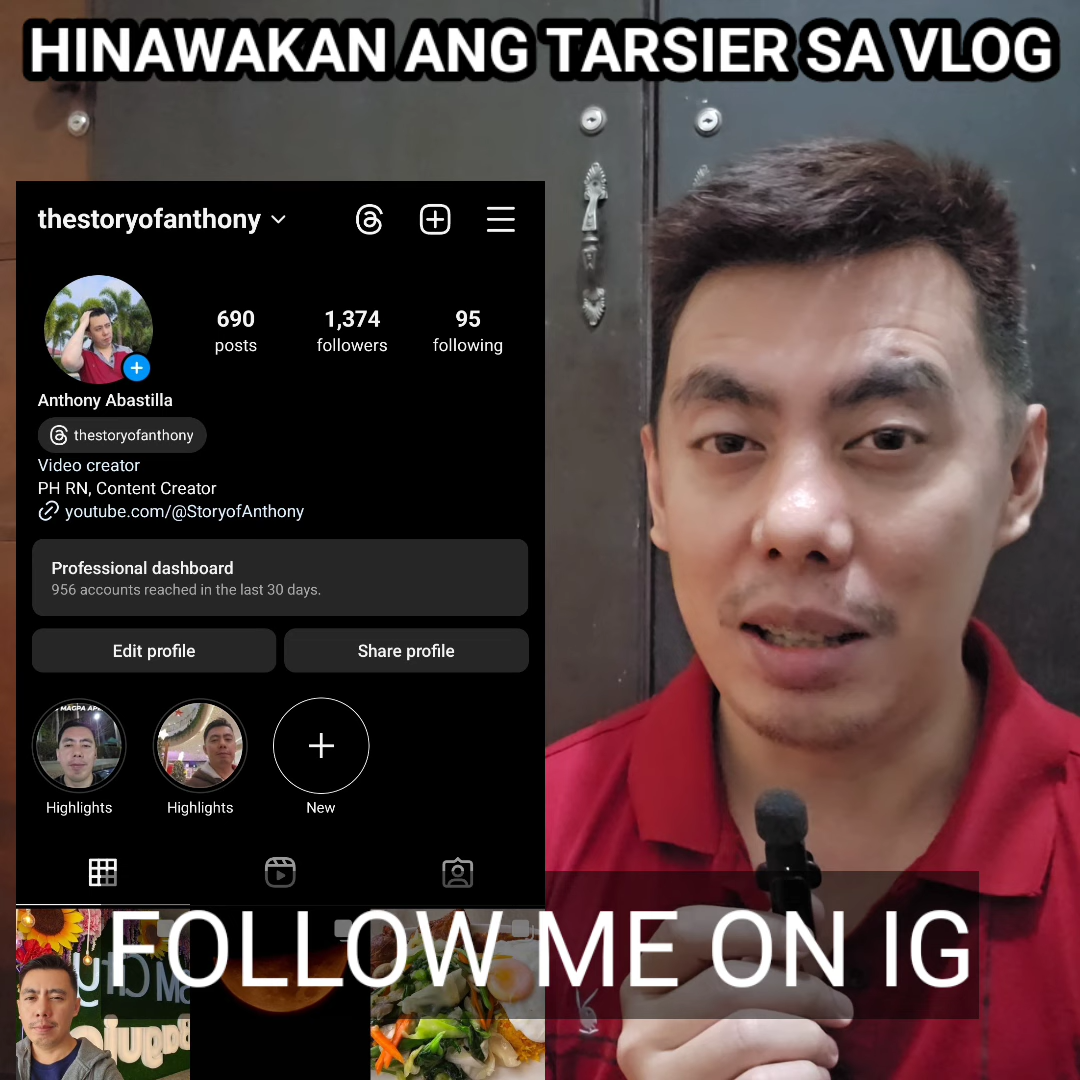 HINAWAKAN ANG TARSIER SA VLOG
thestoryofanthony
690
1,374
95
posts
followers
following
Anthony Abastilla
thestoryofanthony
Video creator
PH RN, Content Creator
youtube.com/@StoryofAnthony
Professional dashboard
956 accounts reached in the last 30 days.
Edit profile
Share profile
Highlights
Highlights
New
FOLLOW ME ON IG